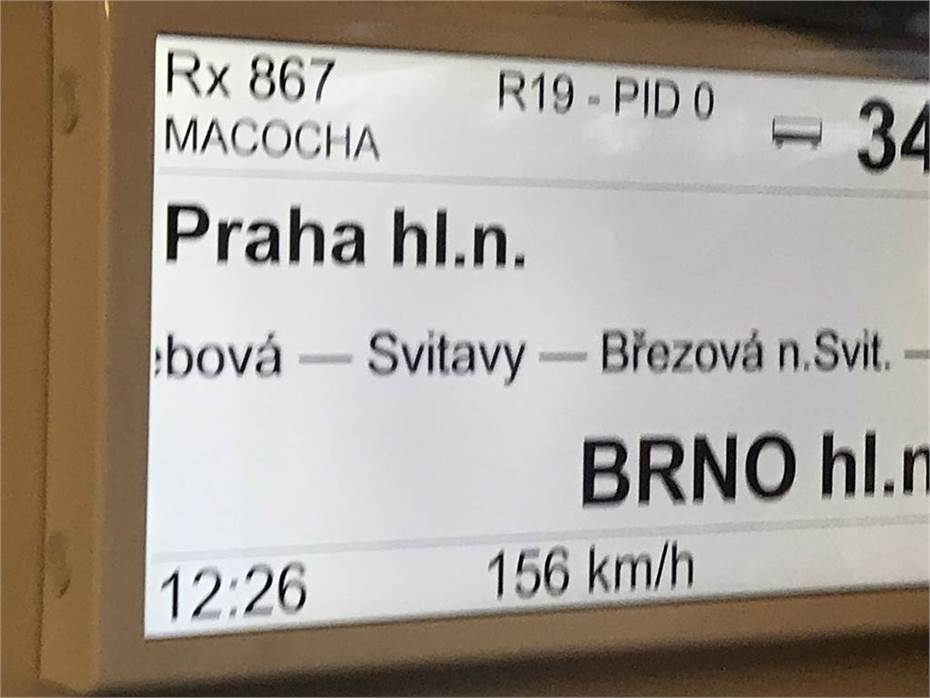 Rx 867
R19 - PID 0
34
MACOCHA
Praha hl.n.
bová — Svitavy — Březová n.Svit. —
BRNO hl.n
12:26
156 km/h